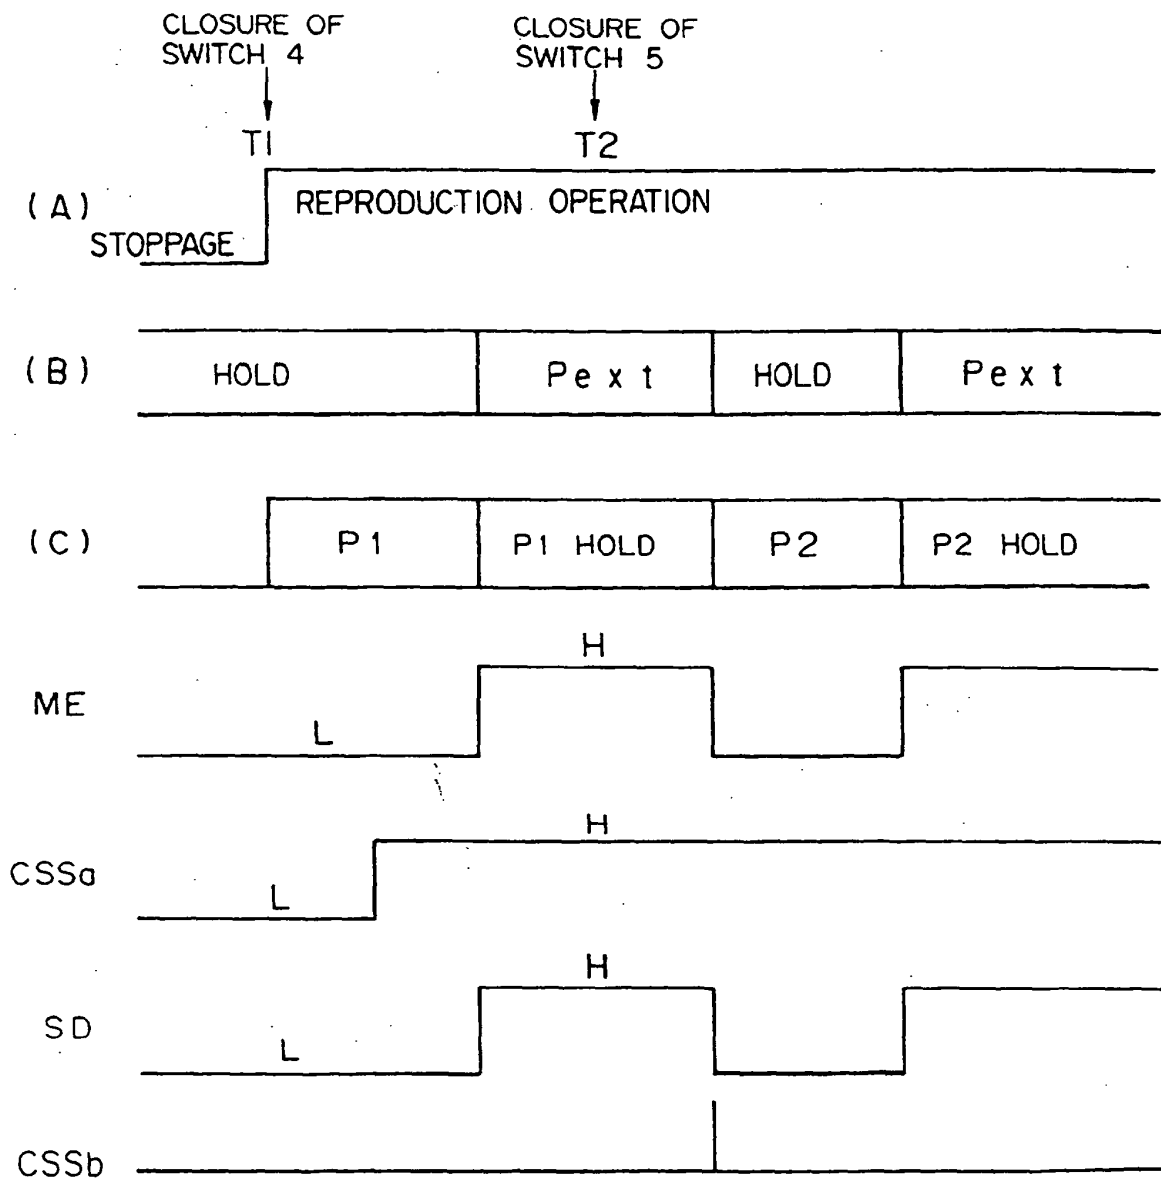 CLOSURE OF
SWITCH 4
CLOSURE OF
SWITCH 5
T1
T2
(A)
REPRODUCTION OPERATION
STOPPAGE
(B)
HOLD
Pext
HOLD
Pext
(C)
P1
P1 HOLD
P2
P2 HOLD
H
ME
L
H
CSSa
L
H
SD
L
CSSb